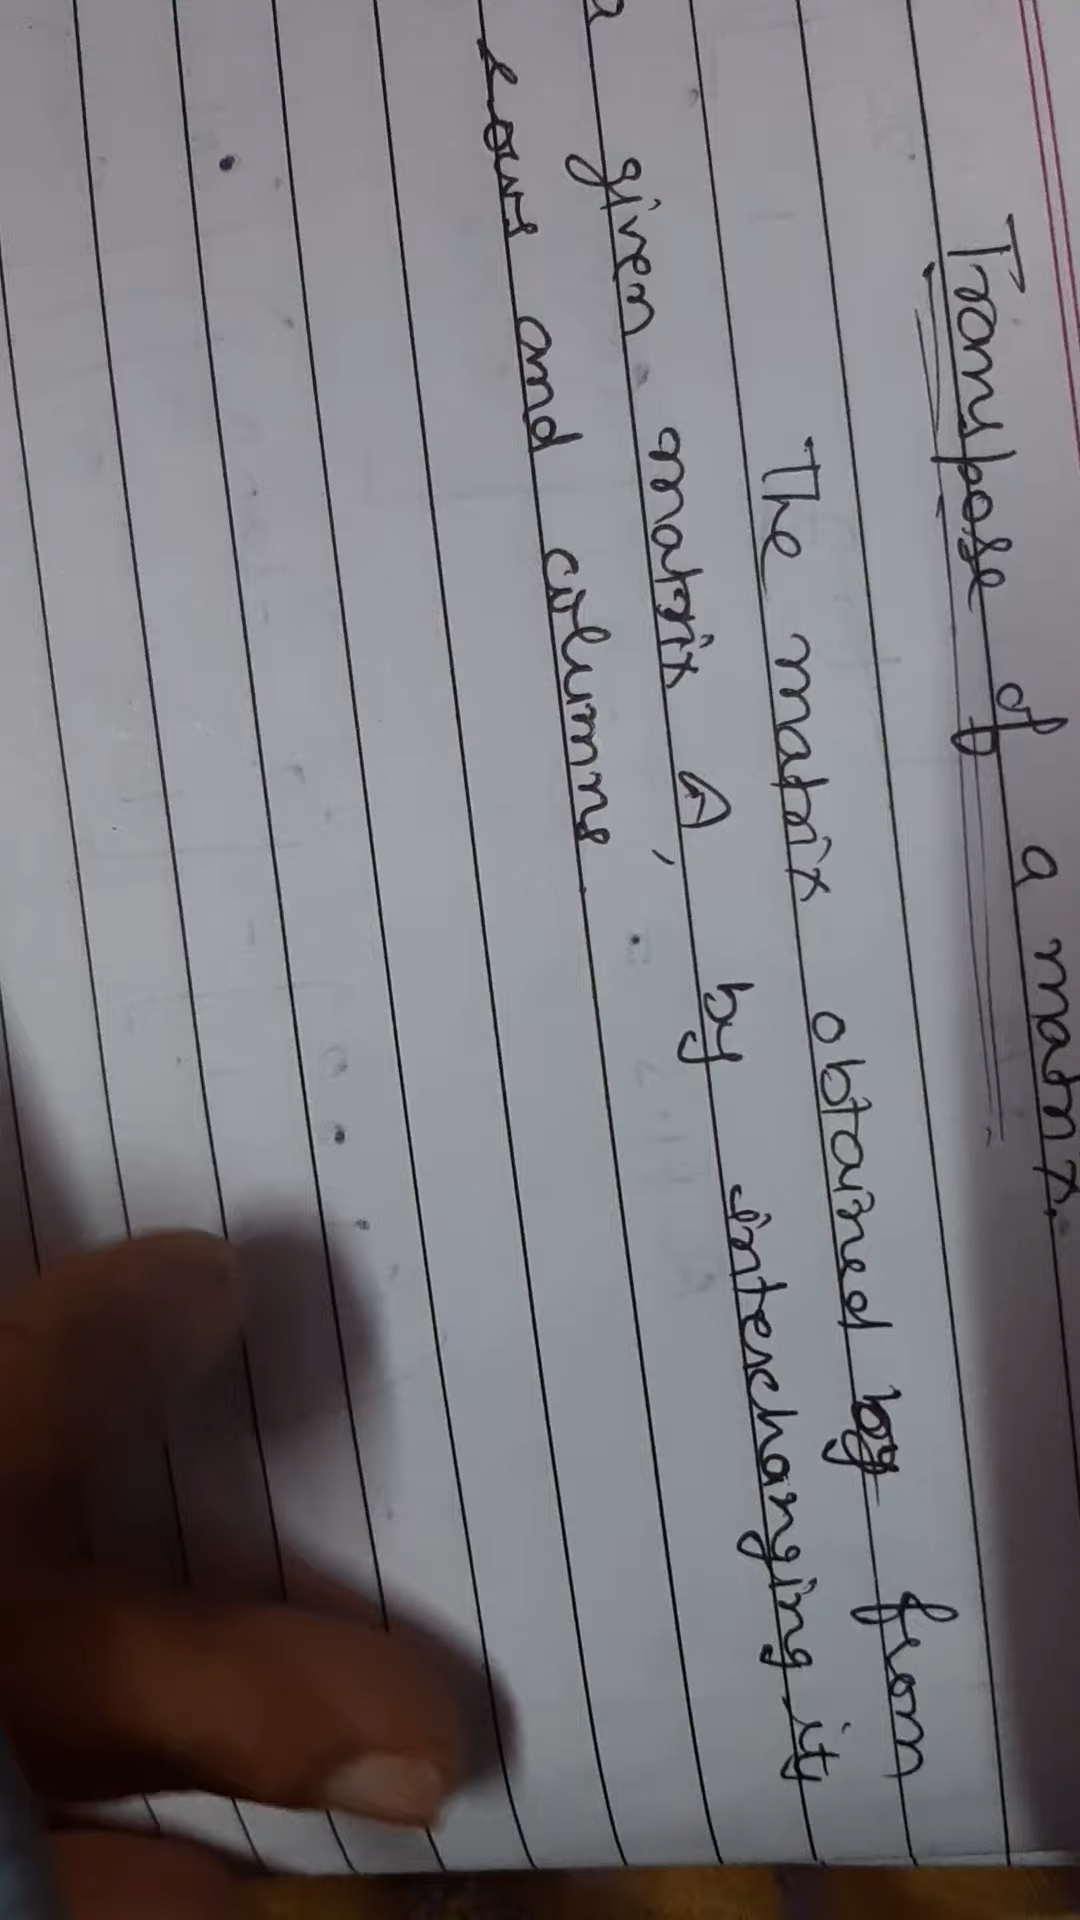 Transpose of a matrix.
The matrix obtained by from
a given matrix A, by interchanging its
rows and columns.